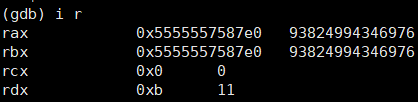 (gdb) i r
rax 0x5555557587e0 93824994346976
rbx 0x5555557587e0 93824994346976
rcx 0x0 0
rdx 0xb 11